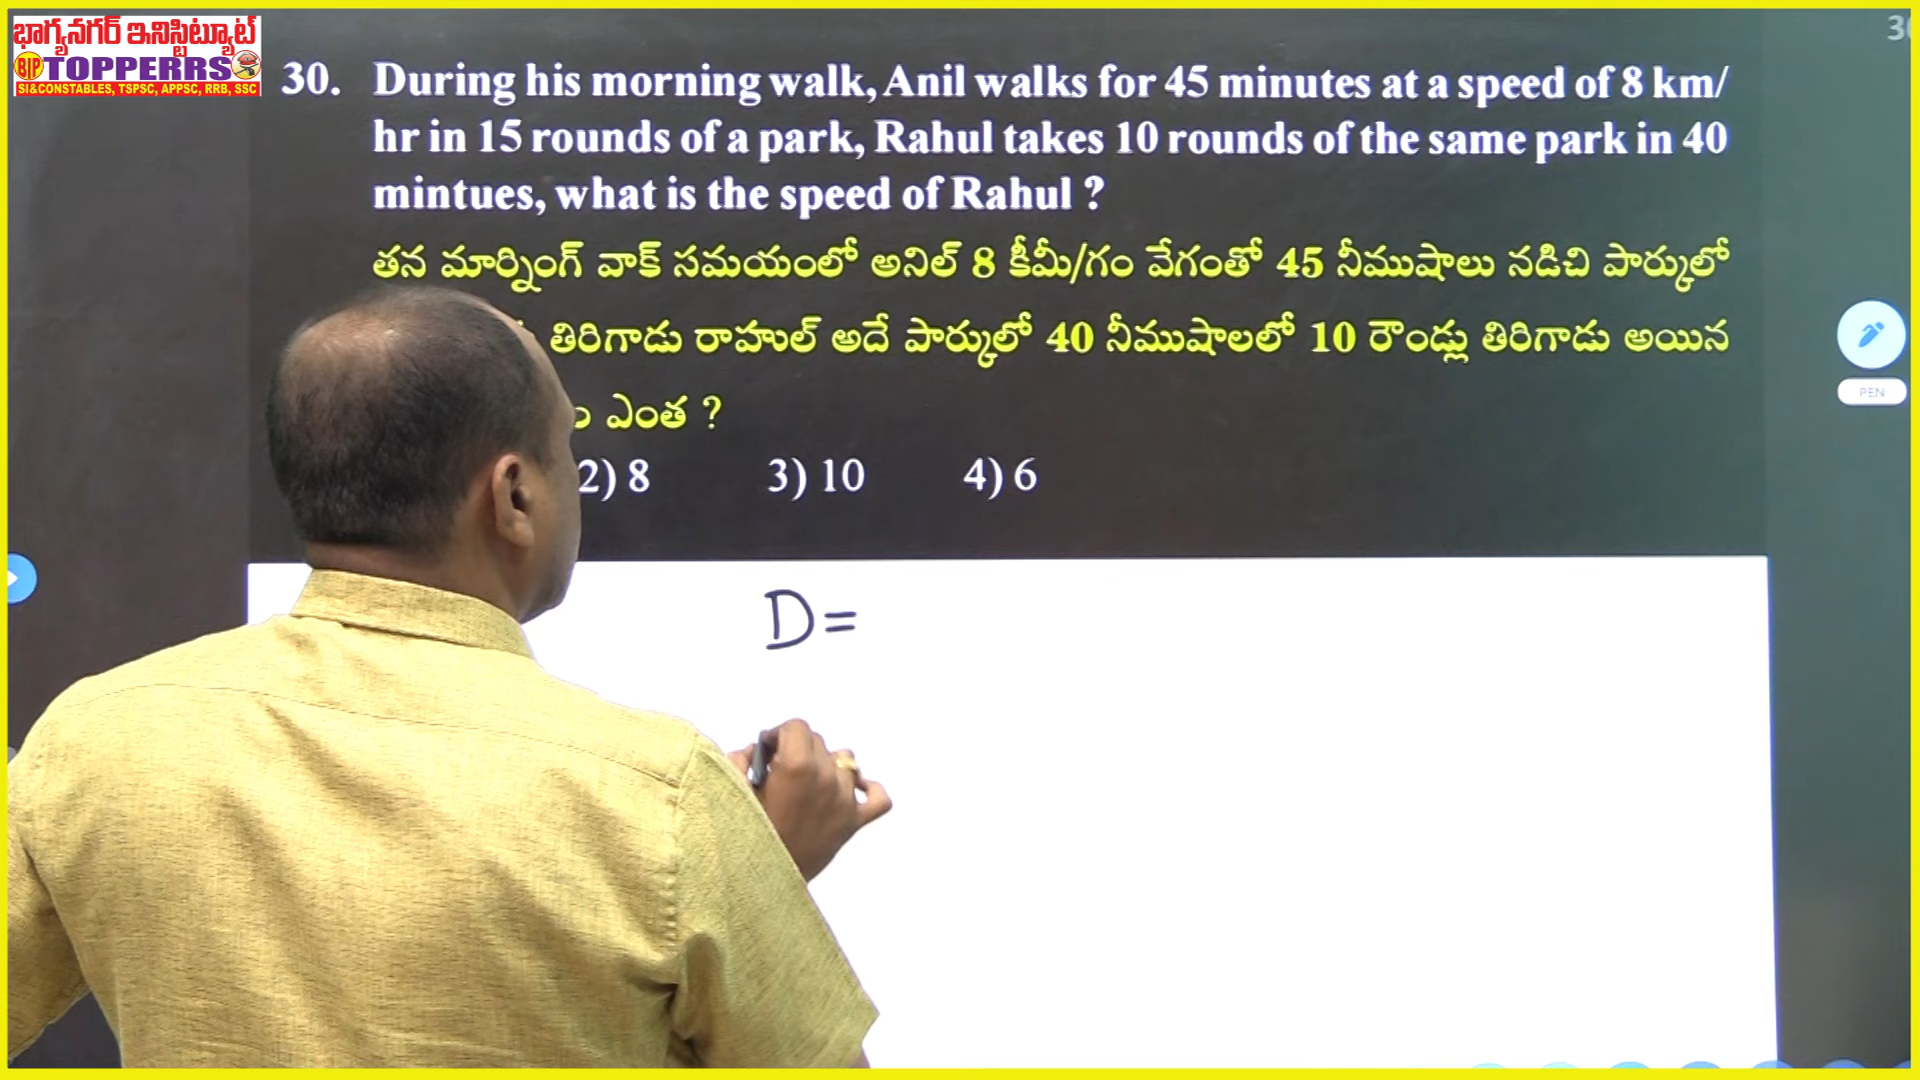 భాగ్యనగర్ ఇనిస్టిట్యూట్
BIP TOPPERRS
SI&CONSTABLES, TSPSC, APPSC, RRB, SSC
30. During his morning walk, Anil walks for 45 minutes at a speed of 8 km/
hr in 15 rounds of a park, Rahul takes 10 rounds of the same park in 40
mintues, what is the speed of Rahul ?
తన మార్నింగ్ వాక్ సమయంలో అనిల్ 8 కీమీ/గం వేగంతో 45 నీముషాలు నడిచి పార్కులో
తిరిగాడు రాహుల్ అదే పార్కులో 40 నీముషాలలో 10 రౌండ్లు తిరిగాడు అయిన
ఎంత ?
2) 8 3) 10 4) 6
D=
PEN